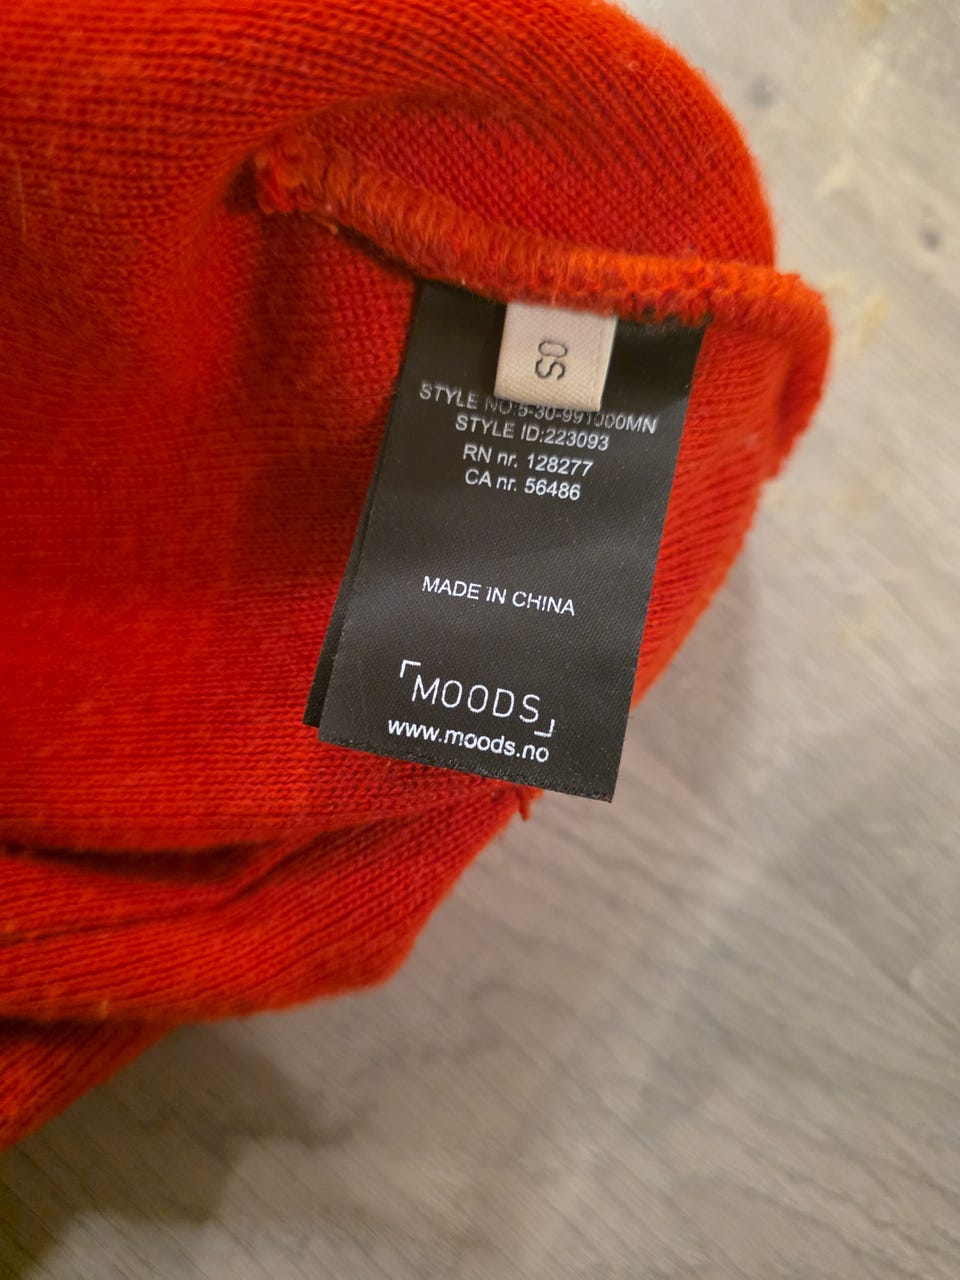 OS
STYLE NO:5-30-991000MN
STYLE ID:223093
RN nr. 128277
CA nr. 56486
MADE IN CHINA
MOODS
www.moods.no